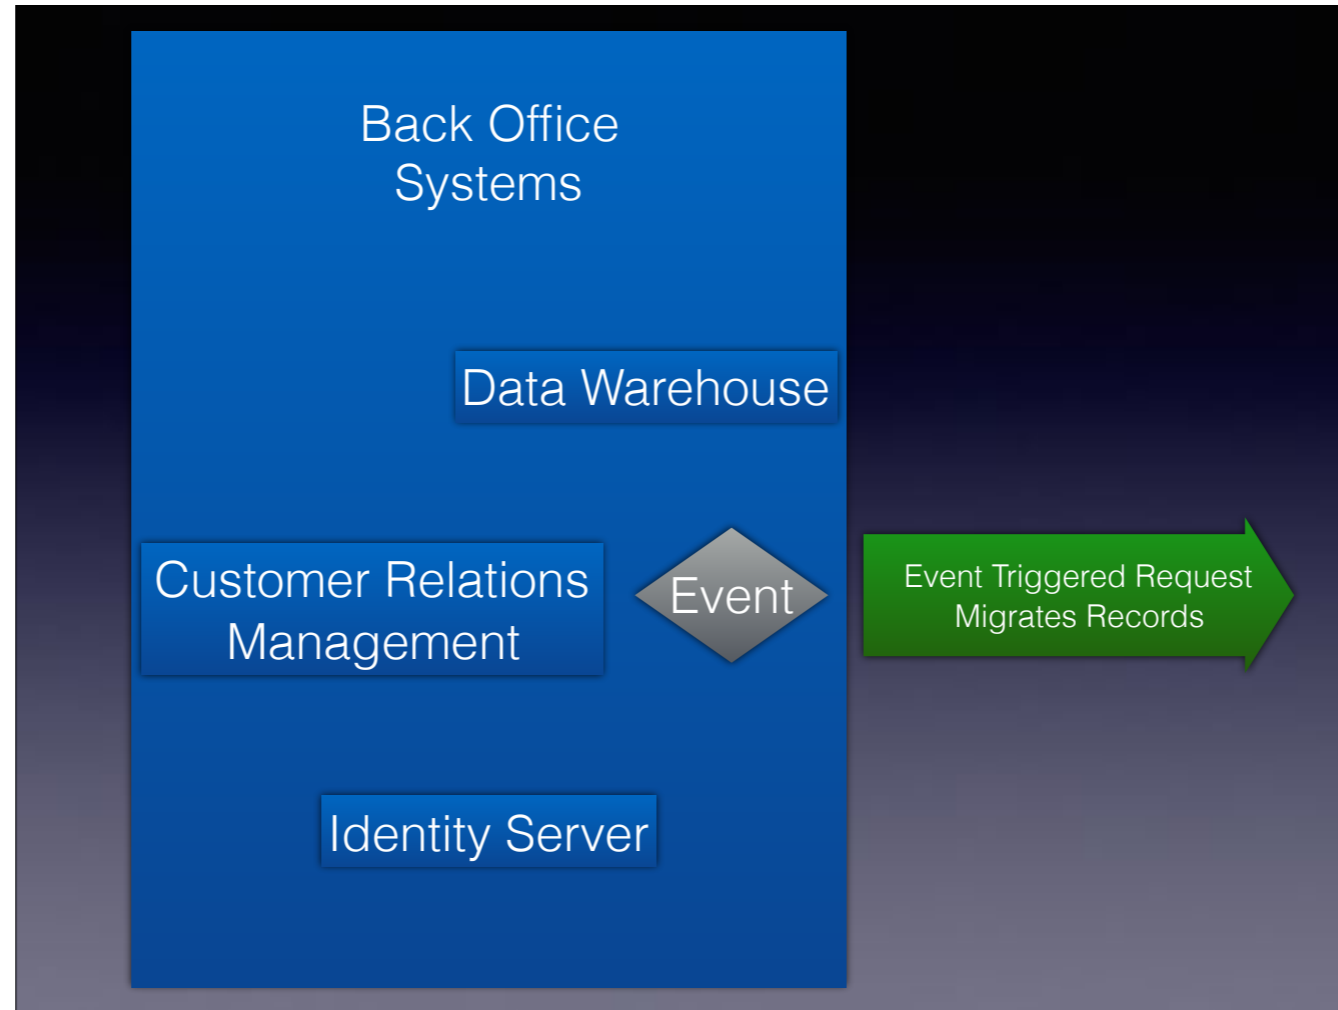 Back Office
Systems
Data Warehouse
Customer Relations
Management
Event
Event Triggered Request
Migrates Records
Identity Server